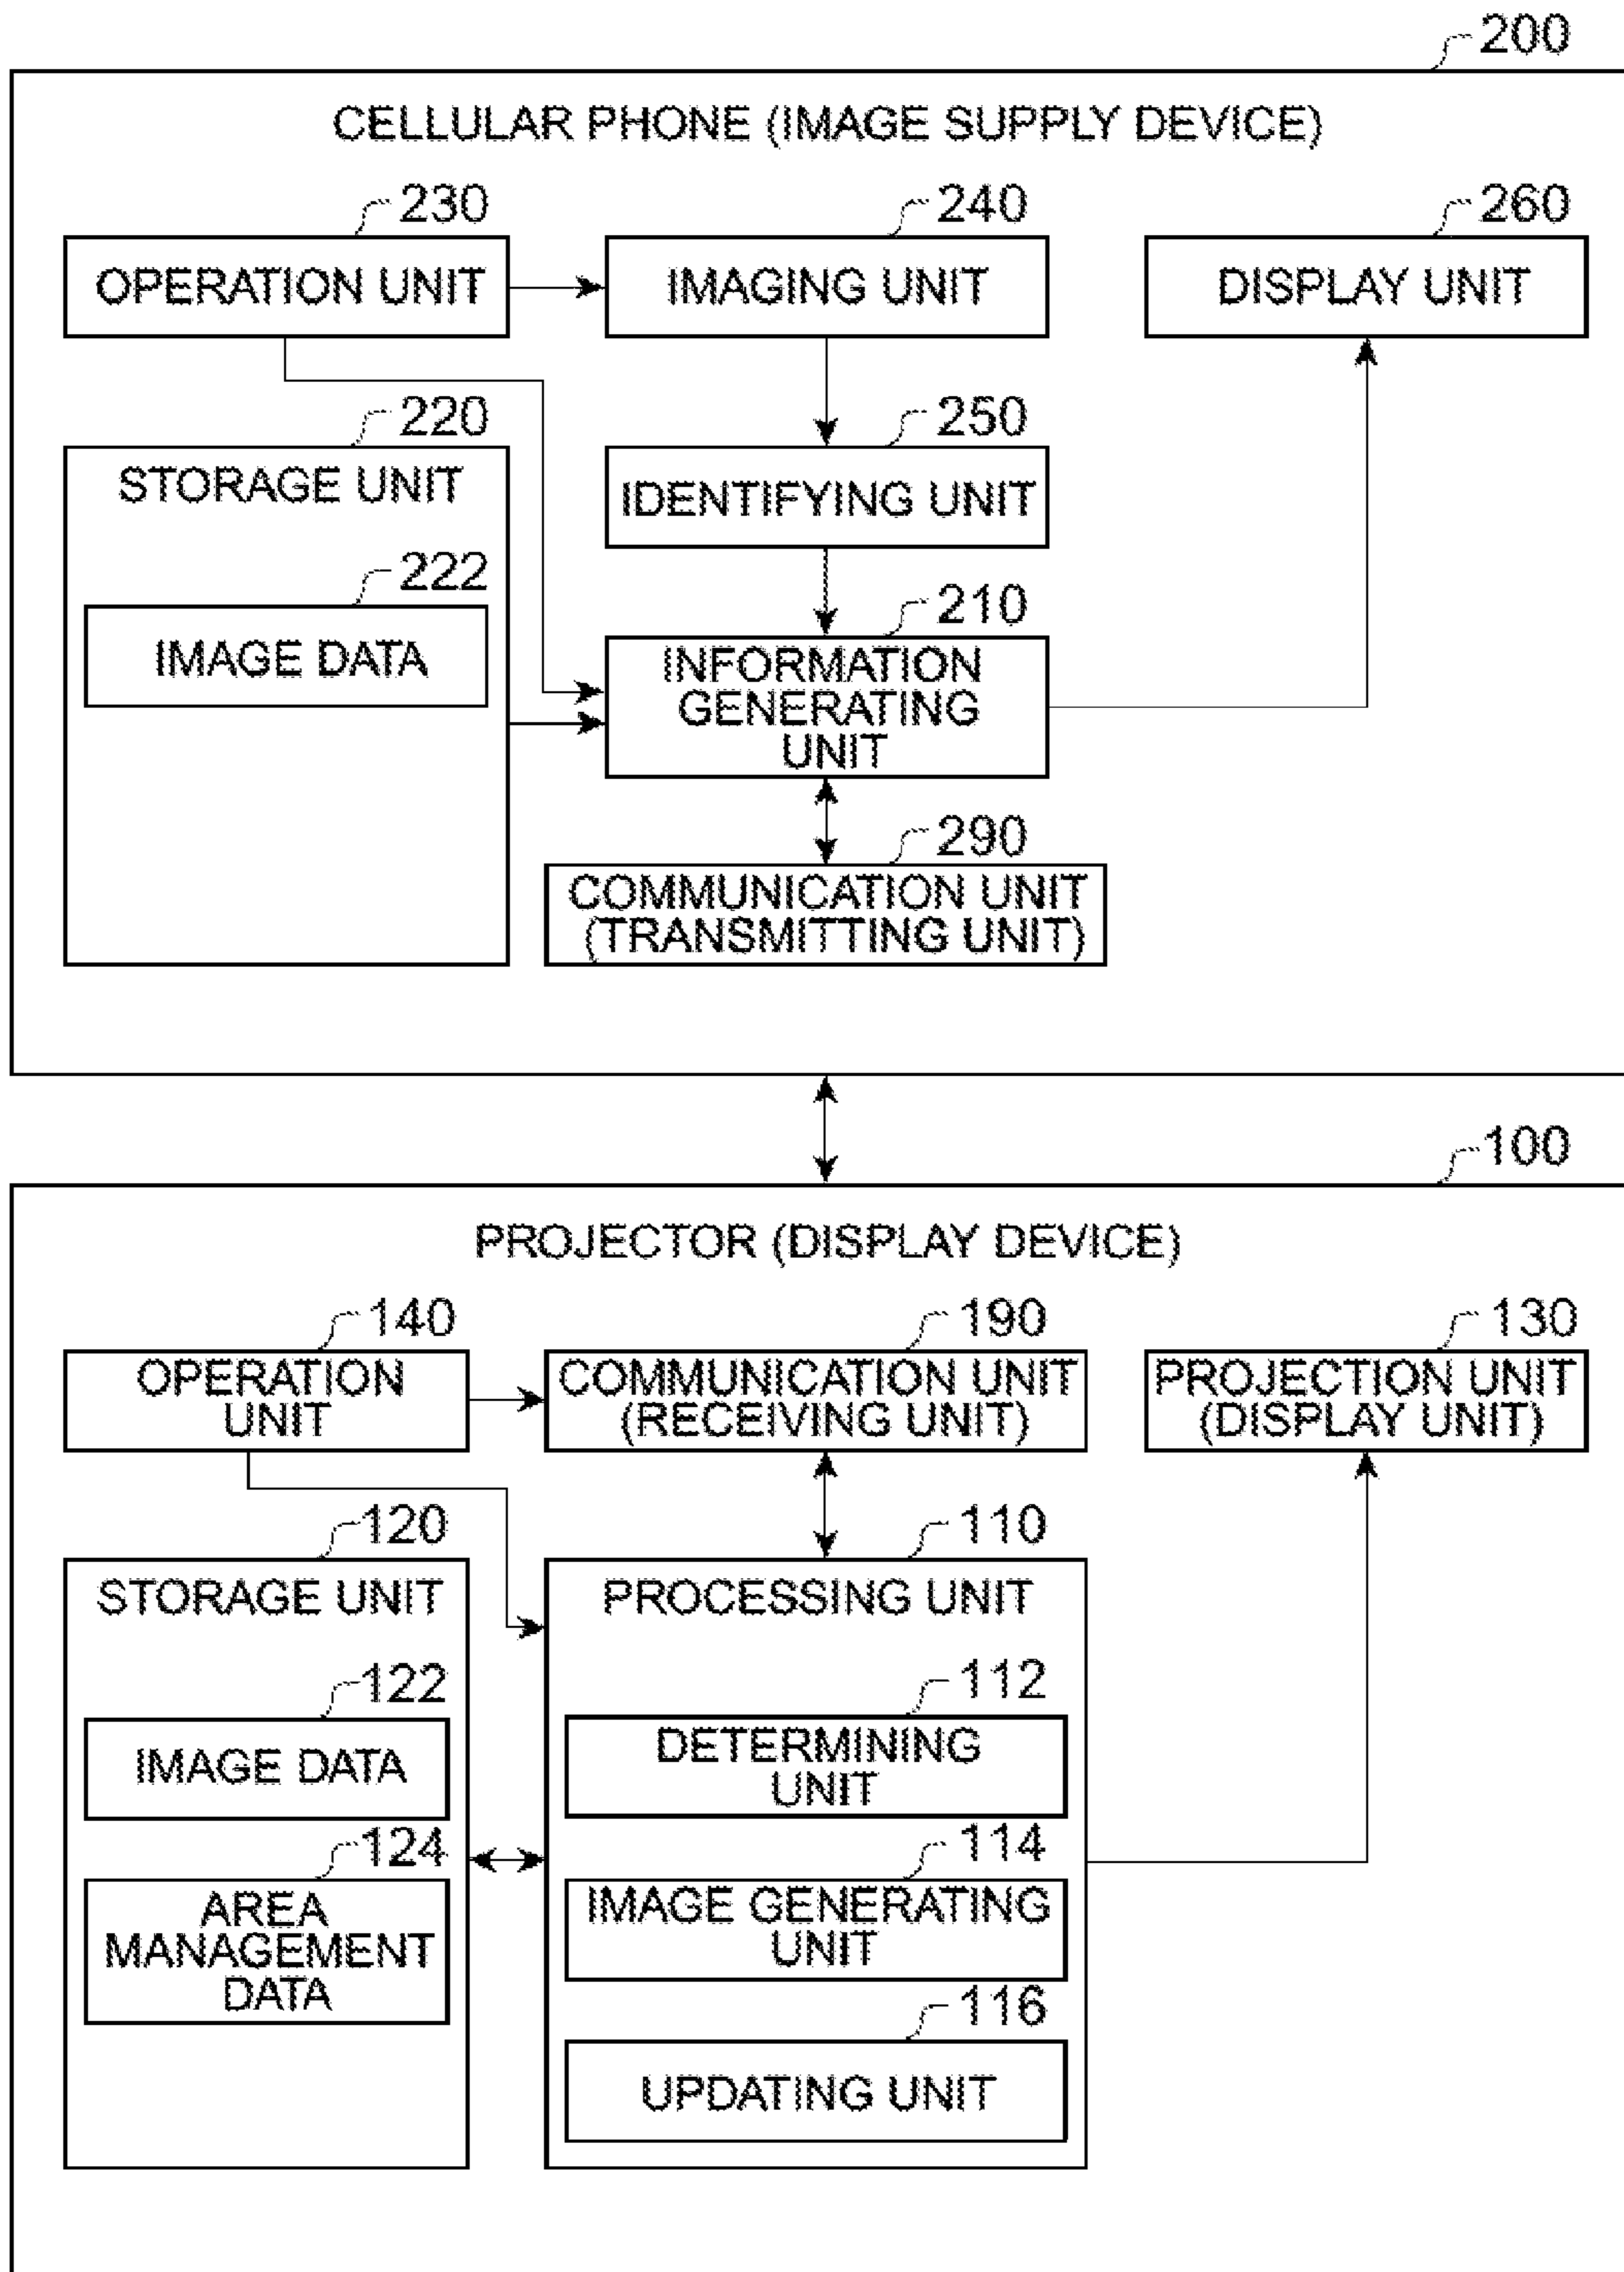 200
CELLULAR PHONE (IMAGE SUPPLY DEVICE)
230
240
260
OPERATION UNIT
IMAGING UNIT
DISPLAY UNIT
220
250
STORAGE UNIT
IDENTIFYING UNIT
222
210
IMAGE DATA
INFORMATION
GENERATING
UNIT
290
COMMUNICATION UNIT
(TRANSMITTING UNIT)
100
PROJECTOR (DISPLAY DEVICE)
140
190
130
OPERATION
UNIT
COMMUNICATION UNIT
(RECEIVING UNIT)
PROJECTION UNIT
(DISPLAY UNIT)
120
110
STORAGE UNIT
PROCESSING UNIT
122
112
IMAGE DATA
DETERMINING
UNIT
124
114
AREA
MANAGEMENT
DATA
IMAGE GENERATING
UNIT
116
UPDATING UNIT